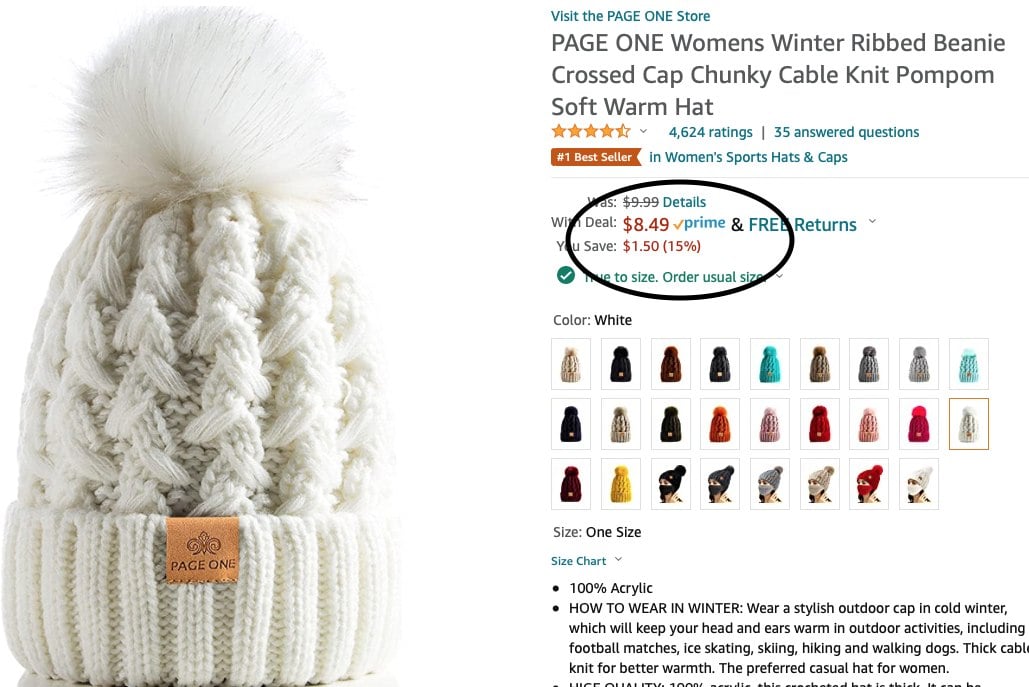 Visit the PAGE ONE Store
PAGE ONE Womens Winter Ribbed Beanie
Crossed Cap Chunky Cable Knit Pompom
Soft Warm Hat
4,624 ratings | 35 answered questions
#1 Best Seller in Women's Sports Hats & Caps
Was: $9.99 Details
With Deal: $8.49 prime & FREE Returns
You Save: $1.50 (15%)
True to size. Order usual size.
Color: White
Size: One Size
Size Chart
PAGE ONE
• 100% Acrylic
• HOW TO WEAR IN WINTER: Wear a stylish outdoor cap in cold winter,
which will keep your head and ears warm in outdoor activities, including
football matches, ice skating, skiing, hiking and walking dogs. Thick cable
knit for better warmth. The preferred casual hat for women.